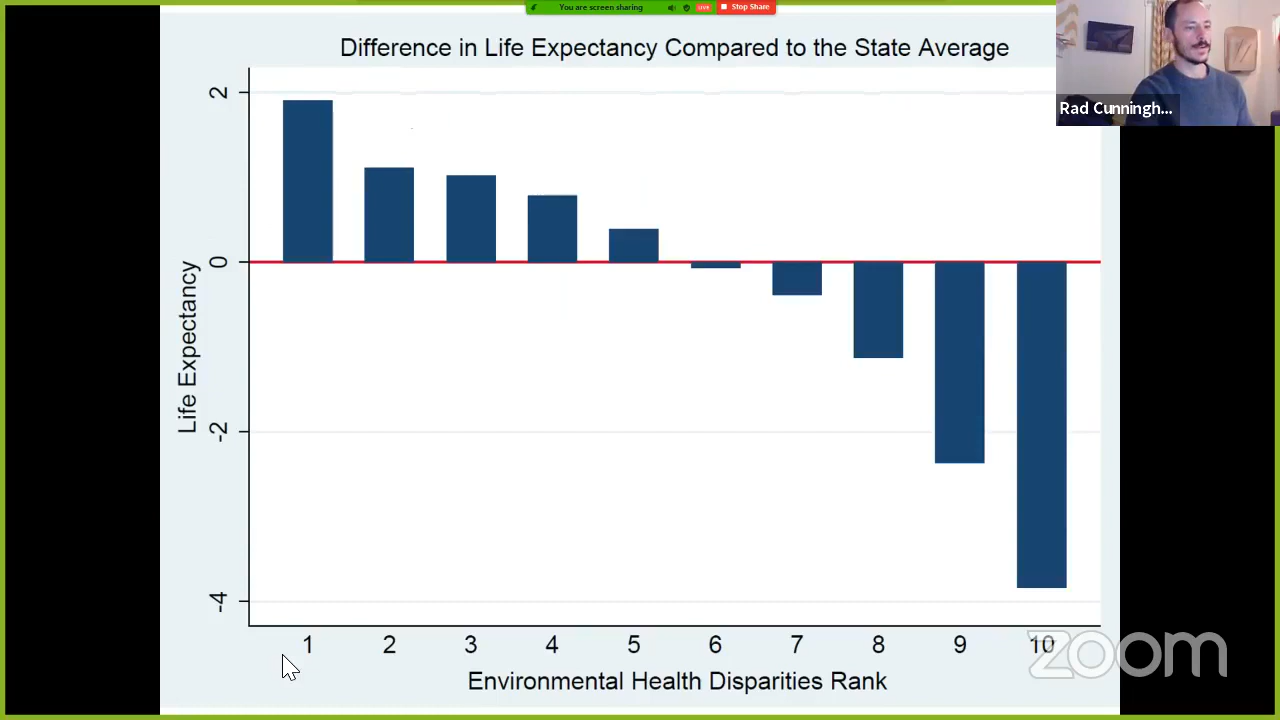 You are screen sharing
LIVE
Stop Share
Difference in Life Expectancy Compared to the State Average
Rad Cunningh...
2
0
-2
-4
Life Expectancy
1 2 3 4 5 6 7 8 9 10
Environmental Health Disparities Rank
zoom